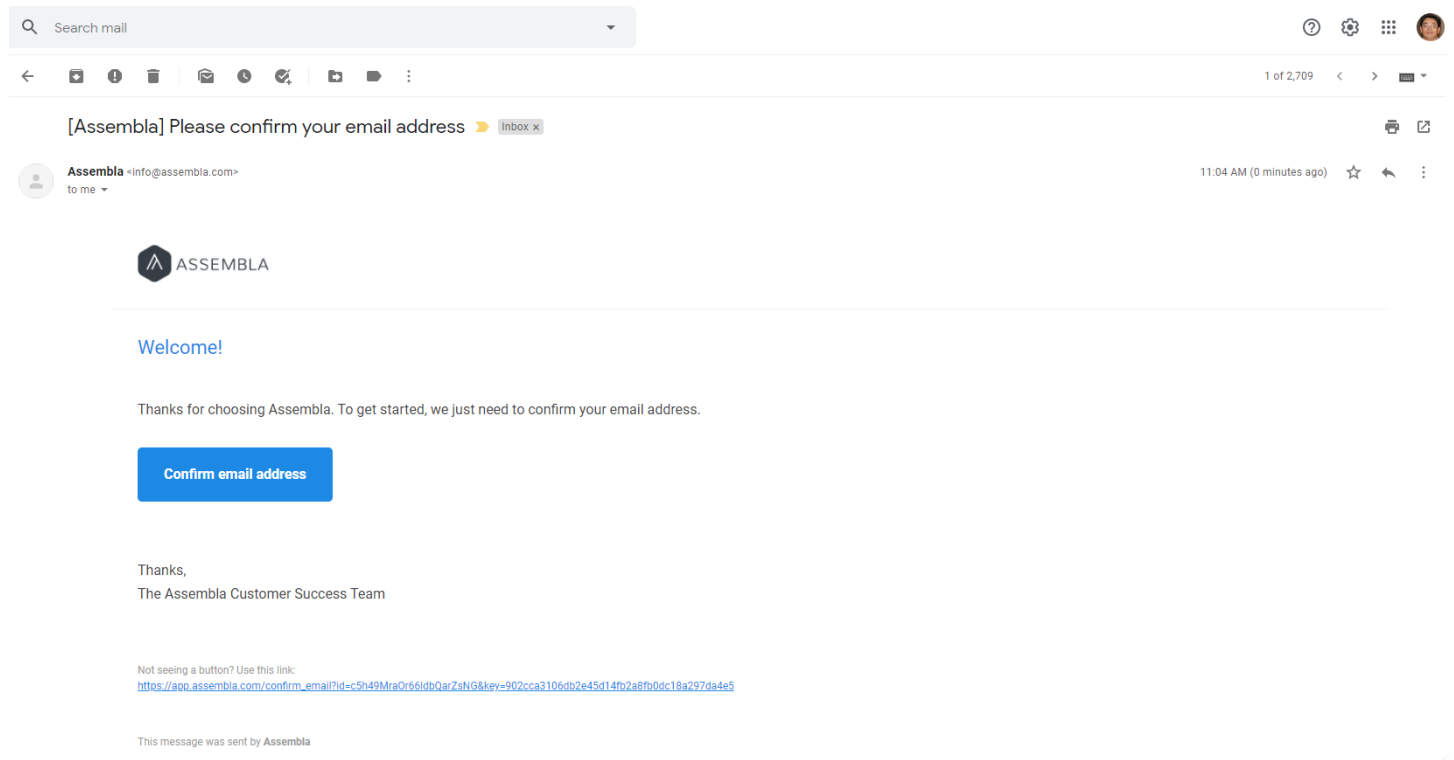 Search mail
1 of 2,709
[Assembla] Please confirm your email address Inbox x
Assembla <info@assembla.com> 11:04 AM (0 minutes ago)
to me
ASSEMBLA
Welcome!
Thanks for choosing Assembla. To get started, we just need to confirm your email address.
Confirm email address
Thanks,
The Assembla Customer Success Team
Not seeing a button? Use this link:
https://app.assembla.com/confirm_email?id=c5h49MraOr66ldbQarZsNG&key=902cca3106db2e45d14fb2a8fb0dc18a297da4e5
This message was sent by Assembla